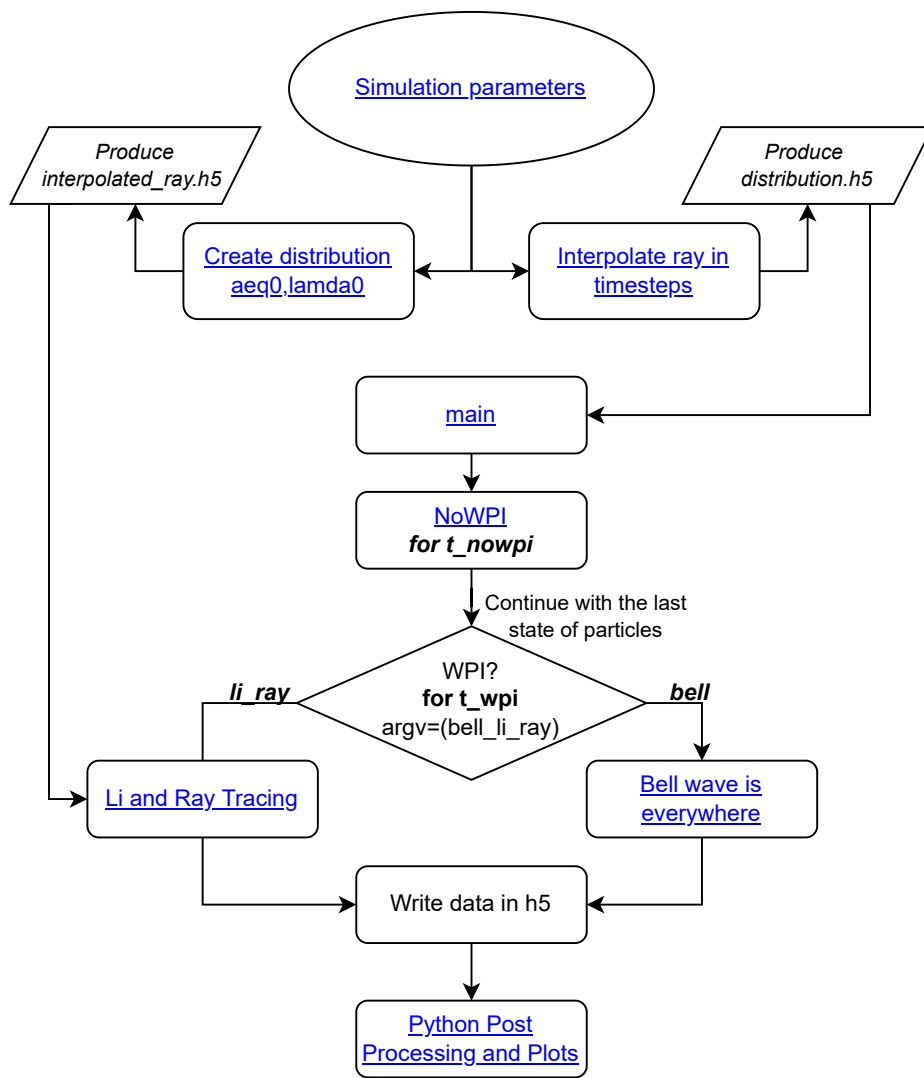 Simulation parameters
Produce
interpolated_ray.h5
Produce
distribution.h5
Create distribution
aeq0,lamda0
Interpolate ray in
timesteps
main
NoWPI
for t_nowpi
Continue with the last
state of particles
WPI?
for t_wpi
argv=(bell_li_ray)
li_ray
bell
Li and Ray Tracing
Bell wave is
everywhere
Write data in h5
Python Post
Processing and Plots